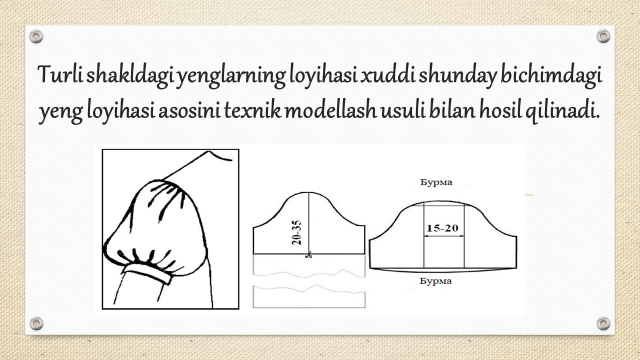 Turli shakldagi yenglarning loyihasi xuddi shunday bichimdagi
yeng loyihasi asosini texnik modellash usuli bilan hosil qilinadi.
Бурма
20-35
15-20
Бурма